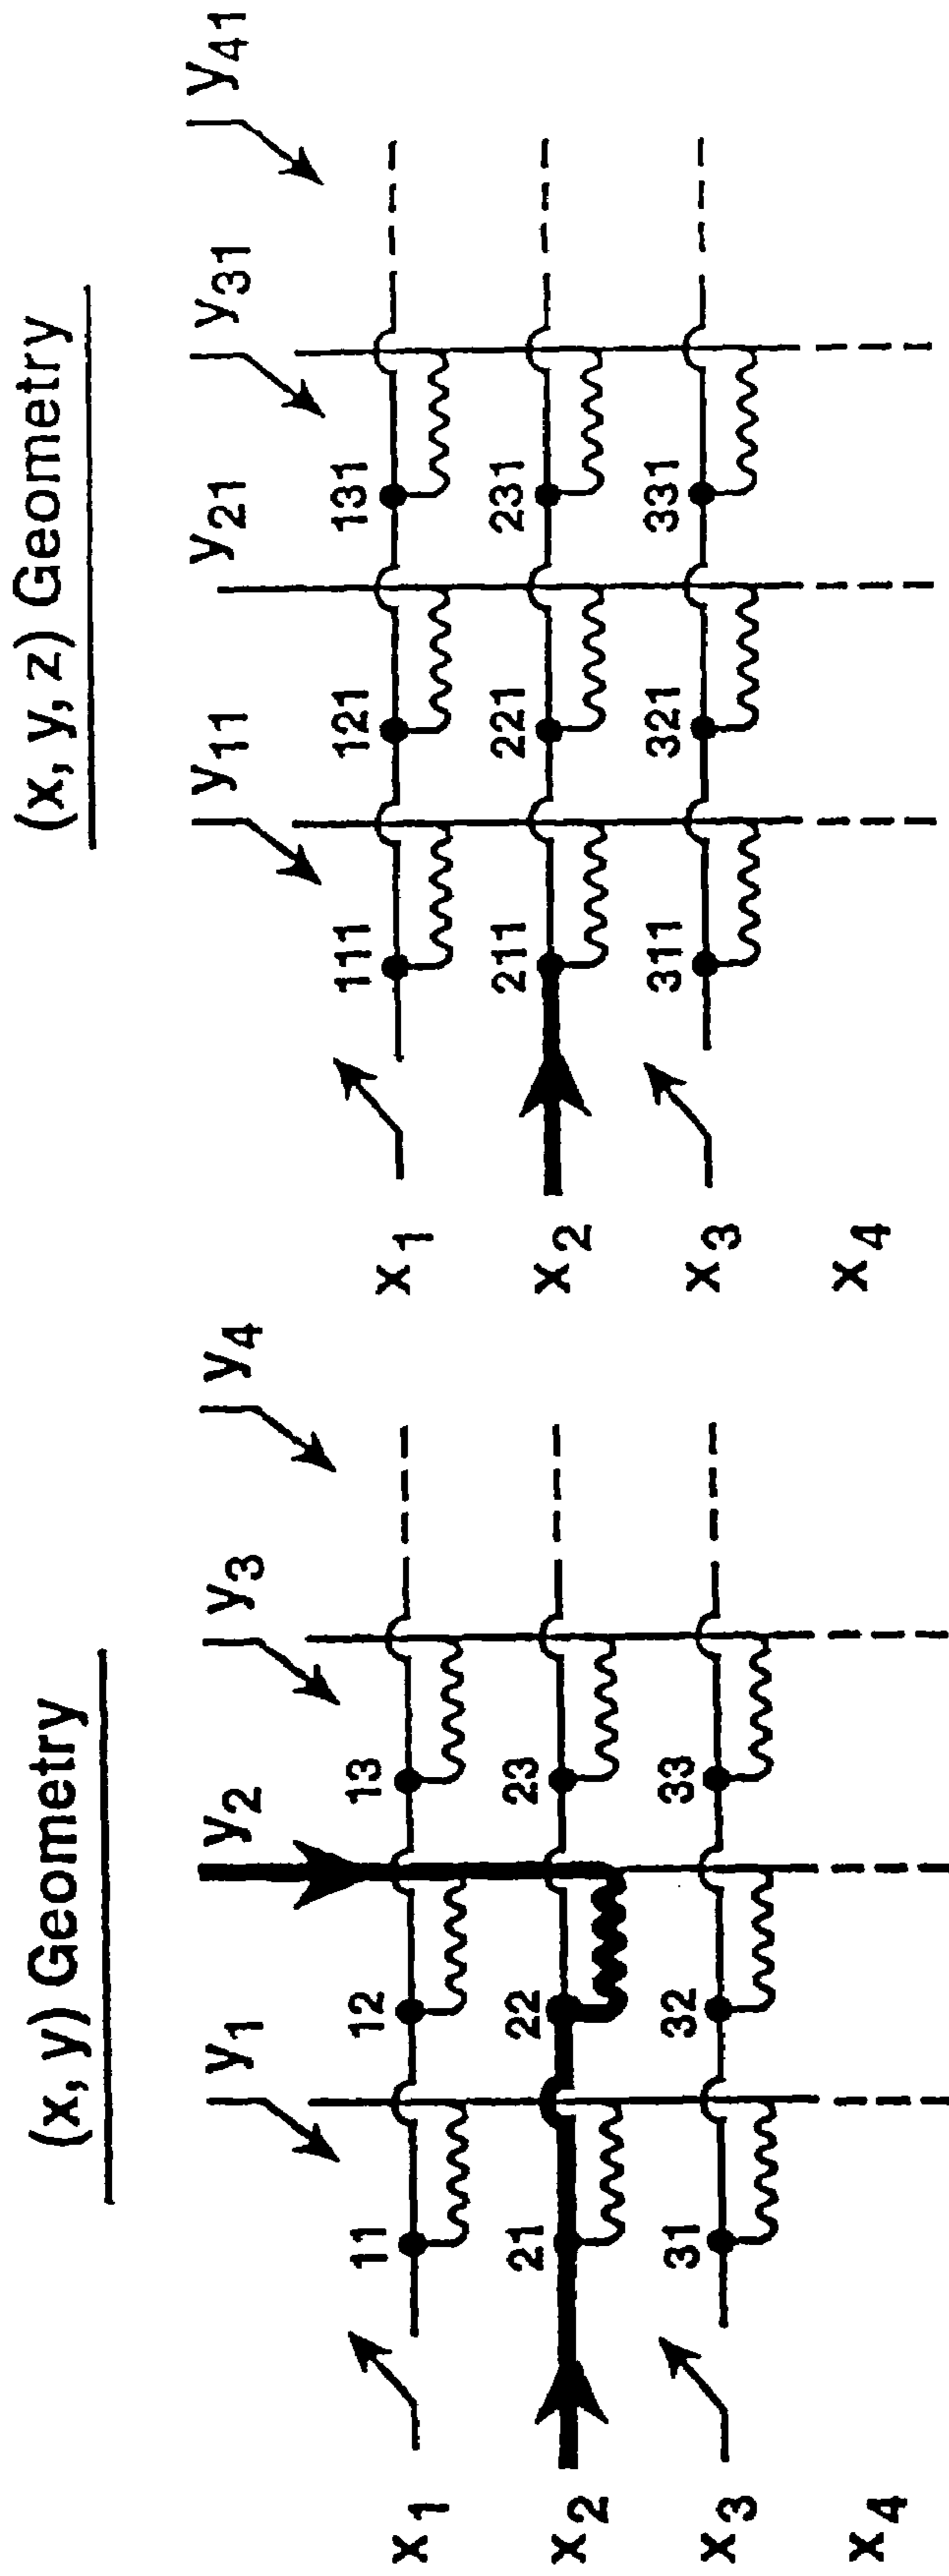 (x, y) Geometry
y1 y2 y3 y4
x1 11 12 13
x2 21 22 23
x3 31 32 33
x4
(x, y, z) Geometry
y11 y21 y31 y41
x1 111 121 131
x2 211 221 231
x3 311 321 331
x4